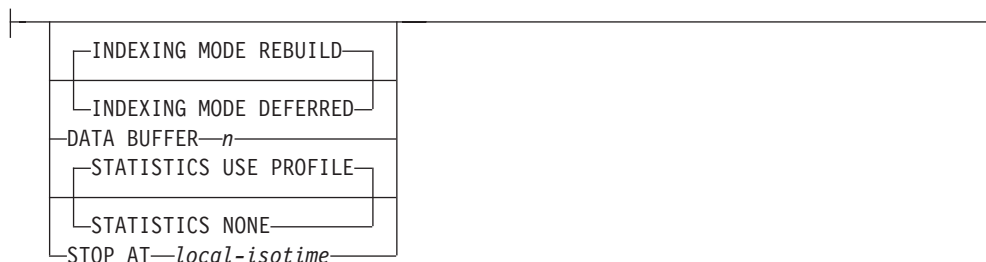 INDEXING MODE REBUILD
INDEXING MODE DEFERRED
DATA BUFFER n
STATISTICS USE PROFILE
STATISTICS NONE
STOP AT local-isotime